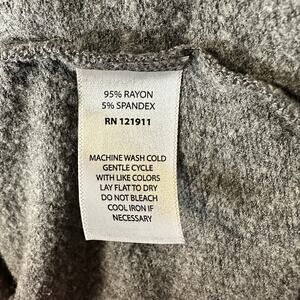 95% RAYON
5% SPANDEX
RN 121911
MACHINE WASH COLD
GENTLE CYCLE
WITH LIKE COLORS
LAY FLAT TO DRY
DO NOT BLEACH
COOL IRON IF
NECESSARY